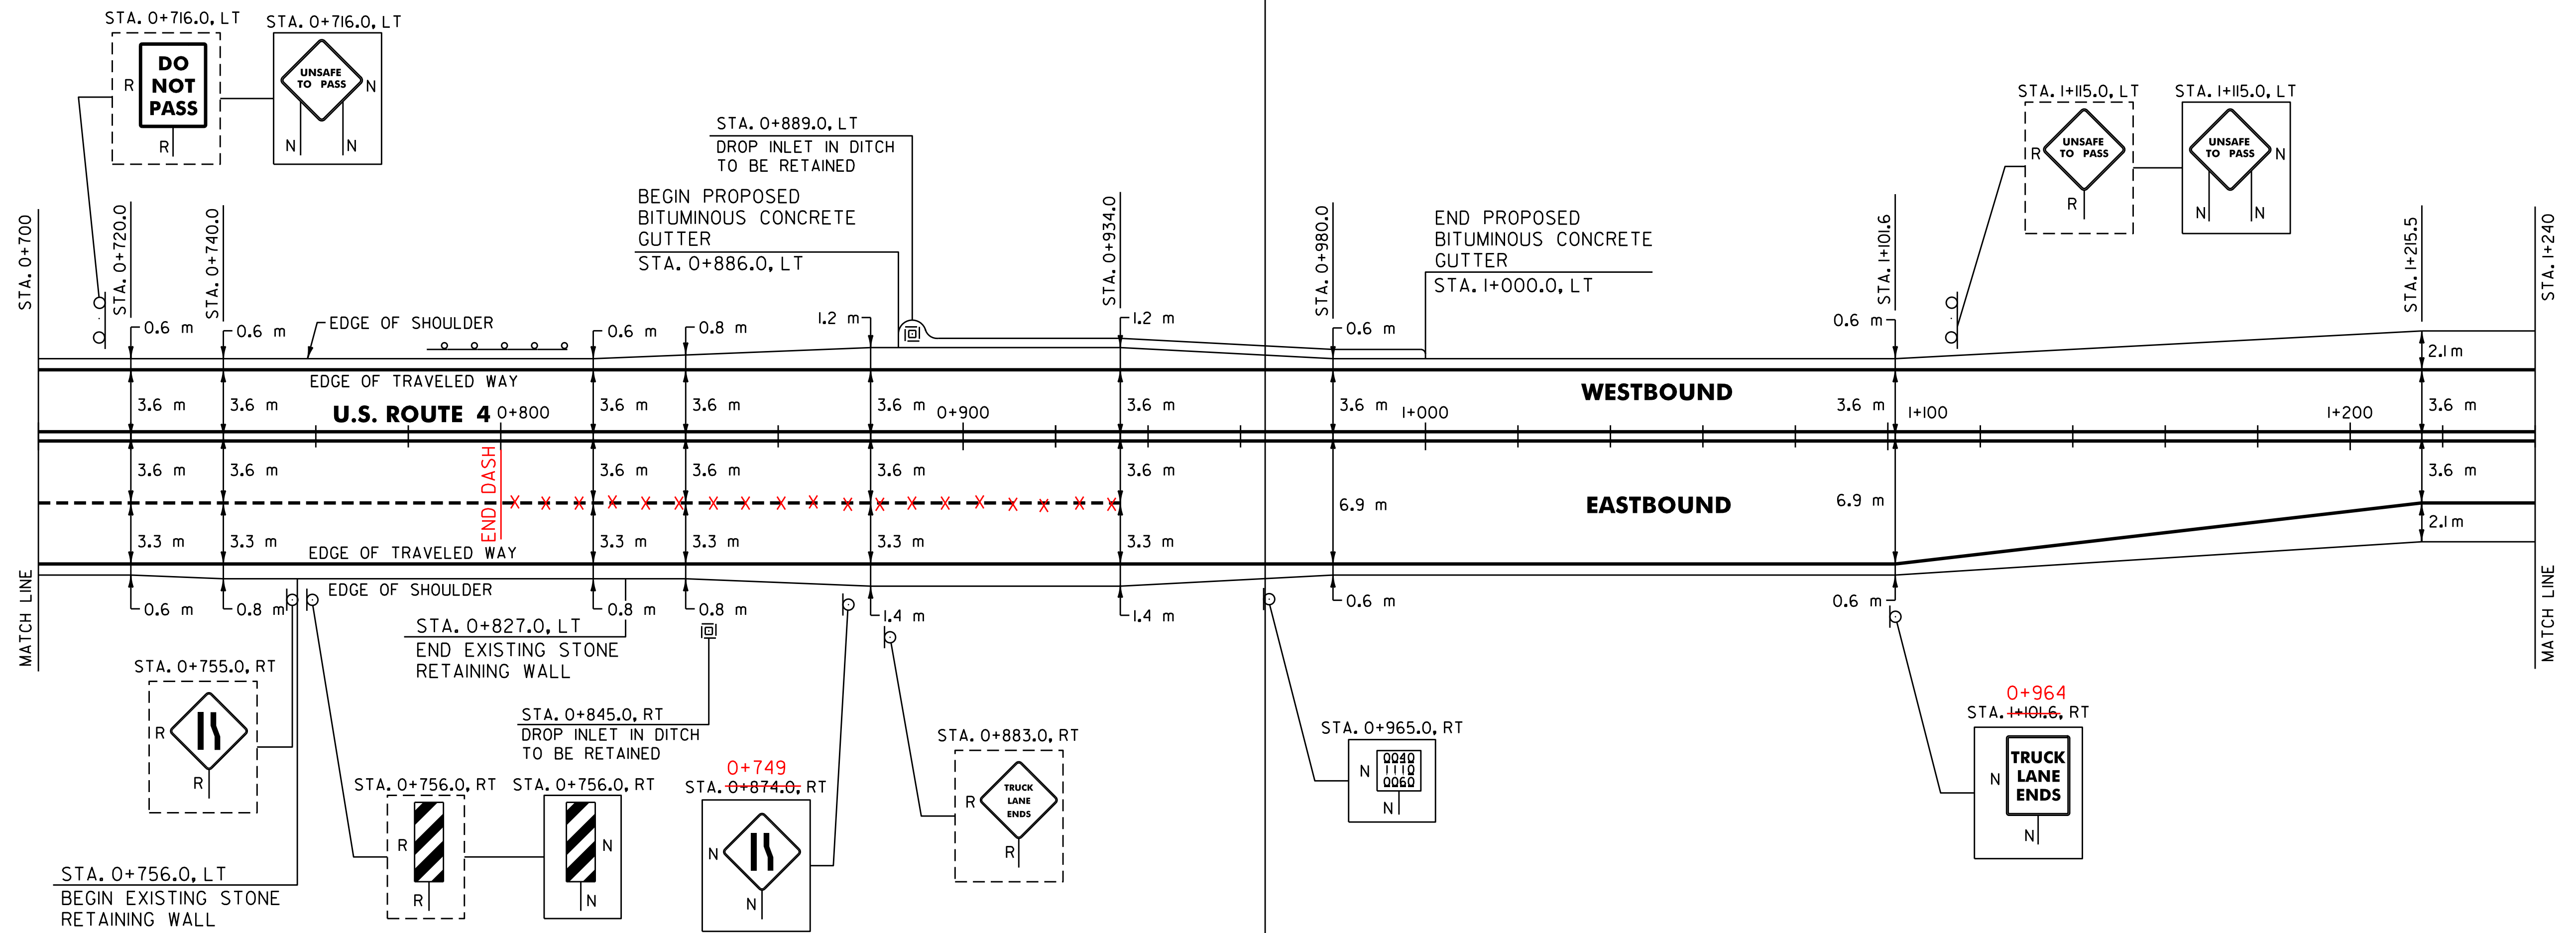 STA. 0+716.0, LT
DO
NOT
PASS
R
R
STA. 0+716.0, LT
UNSAFE
TO PASS
N
N
N
STA. 0+889.0, LT
DROP INLET IN DITCH
TO BE RETAINED
BEGIN PROPOSED
BITUMINOUS CONCRETE
GUTTER
STA. 0+886.0, LT
END PROPOSED
BITUMINOUS CONCRETE
GUTTER
STA. 1+000.0, LT
STA. 1+115.0, LT
UNSAFE
TO PASS
R
R
STA. 1+115.0, LT
UNSAFE
TO PASS
N
N
N
STA. 0+700
STA. 0+720.0
STA. 0+740.0
STA. 0+934.0
STA. 0+980.0
STA. 1+101.6
STA. 1+215.5
STA. 1+240
0.6 m
0.6 m
EDGE OF SHOULDER
0.6 m
0.8 m
1.2 m
1.2 m
0.6 m
0.6 m
2.1 m
EDGE OF TRAVELED WAY
3.6 m
3.6 m
3.6 m
3.6 m
3.6 m
3.6 m
3.6 m
3.6 m
3.6 m
WESTBOUND
U.S. ROUTE 4
0+800
0+900
1+000
1+100
1+200
3.6 m
3.6 m
END DASH
3.6 m
3.6 m
3.6 m
3.6 m
6.9 m
EASTBOUND
6.9 m
3.6 m
3.3 m
3.3 m
3.3 m
3.3 m
3.3 m
3.3 m
2.1 m
EDGE OF TRAVELED WAY
EDGE OF SHOULDER
0.6 m
0.8 m
0.8 m
0.8 m
1.4 m
1.4 m
0.6 m
0.6 m
MATCH LINE
MATCH LINE
STA. 0+827.0, LT
END EXISTING STONE
RETAINING WALL
STA. 0+755.0, RT
R
R
STA. 0+845.0, RT
DROP INLET IN DITCH
TO BE RETAINED
STA. 0+756.0, RT
R
R
STA. 0+756.0, RT
N
N
0+749
STA. 0+874.0, RT
N
N
STA. 0+883.0, RT
TRUCK
LANE
ENDS
R
R
STA. 0+965.0, RT
0040
1110
0060
N
N
0+964
STA. 1+101.6, RT
TRUCK
LANE
ENDS
N
N
STA. 0+756.0, LT
BEGIN EXISTING STONE
RETAINING WALL